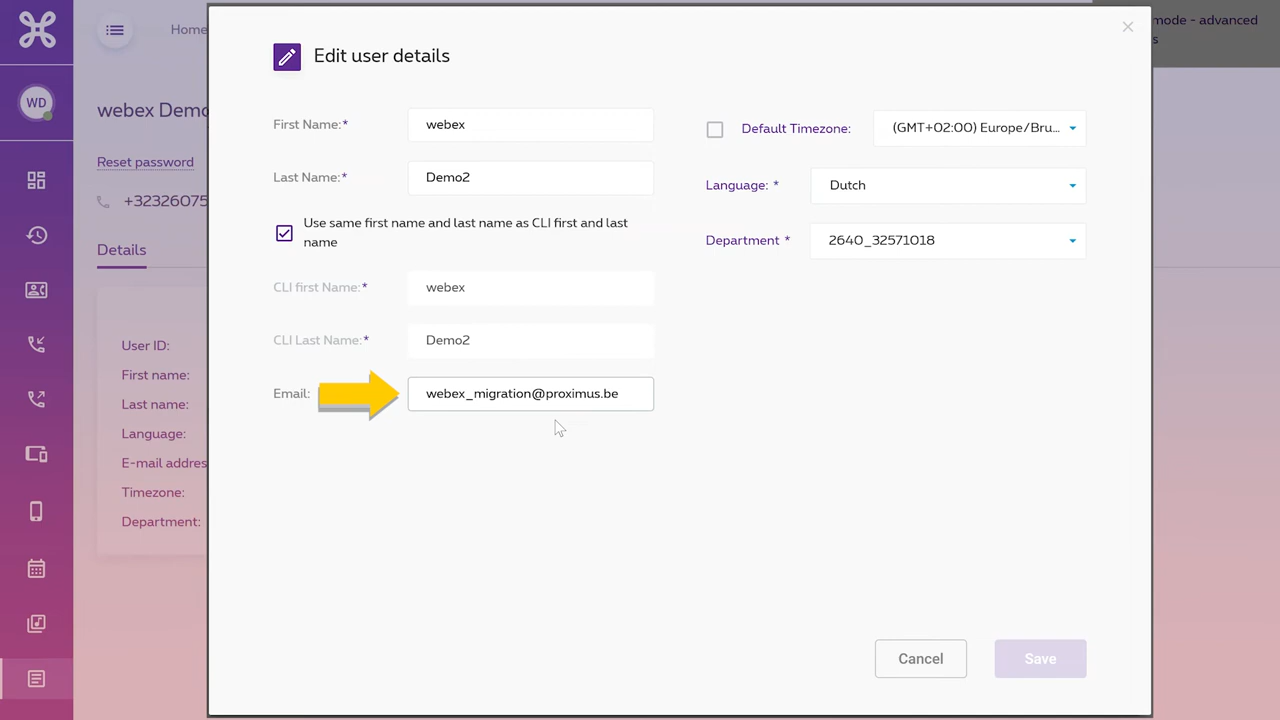 Home
mode - advanced
s
WD
webex Demo
Reset password
+32326075
Details
User ID:
First name:
Last name:
Language:
E-mail addres
Timezone:
Department:
Edit user details
First Name:*
webex
Last Name:*
Demo2
Use same first name and last name as CLI first and last
name
CLI first Name:*
webex
CLI Last Name:*
Demo2
Email:
webex_migration@proximus.be
Default Timezone:
(GMT+02:00) Europe/Bru...
Language: *
Dutch
Department *
2640_32571018
Cancel
Save